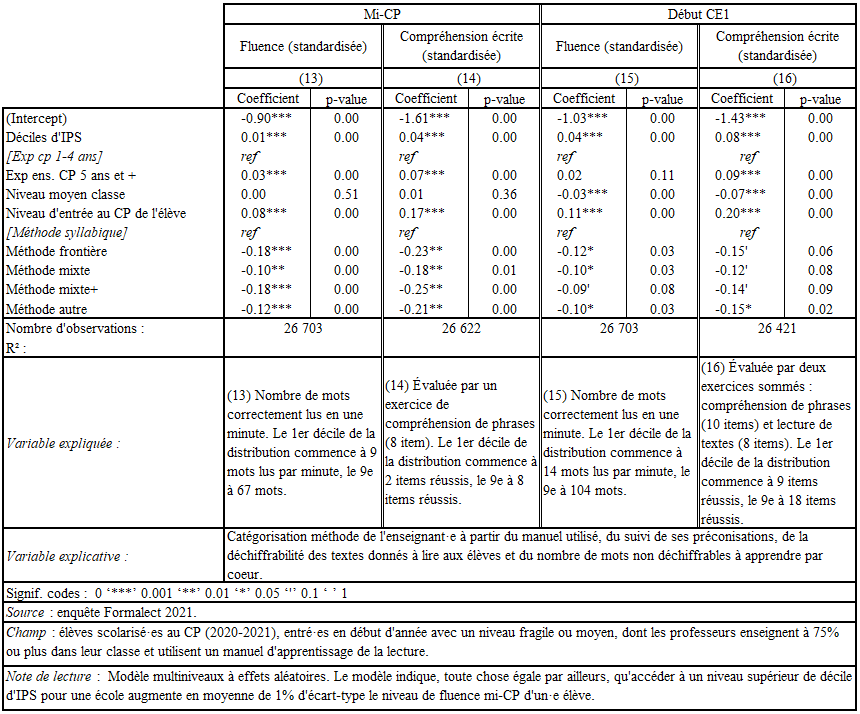 Mi-CP Début CE1
Fluence (standardisée) Compréhension écrite (standardisée) Fluence (standardisée) Compréhension écrite (standardisée)
(13) (14) (15) (16)
Coefficient p-value Coefficient p-value Coefficient p-value Coefficient p-value
(Intercept) -0.90*** 0.00 -1.61*** 0.00 -1.03*** 0.00 -1.43*** 0.00
Déciles d'IPS 0.01*** 0.00 0.04*** 0.00 0.04*** 0.00 0.08*** 0.00
[Exp cp 1-4 ans] ref ref ref ref
Exp ens. CP 5 ans et + 0.03*** 0.00 0.07*** 0.00 0.02 0.11 0.09*** 0.00
Niveau moyen classe 0.00 0.51 0.01 0.36 -0.03*** 0.00 -0.07*** 0.00
Niveau d'entrée au CP de l'élève 0.08*** 0.00 0.17*** 0.00 0.11*** 0.00 0.20*** 0.00
[Méthode syllabique] ref ref ref ref
Méthode frontière -0.18*** 0.00 -0.23** 0.00 -0.12* 0.03 -0.15' 0.06
Méthode mixte -0.10** 0.00 -0.18** 0.01 -0.10* 0.03 -0.12' 0.08
Méthode mixte+ -0.18*** 0.00 -0.25** 0.00 -0.09' 0.08 -0.14' 0.09
Méthode autre -0.12*** 0.00 -0.21** 0.00 -0.10* 0.03 -0.15* 0.02
Nombre d'observations : 26 703 26 622 26 703 26 421
R² :
Variable expliquée :
(13) Nombre de mots
correctement lus en une
minute. Le 1er décile de la
distribution commence à 9
mots lus par minute, le 9e
à 67 mots.
(14) Évaluée par un
exercice de
compréhension de phrases
(8 item). Le 1er décile de
la distribution commence à
2 items réussis, le 9e à 8
items réussis.
(15) Nombre de mots
correctement lus en une
minute. Le 1er décile de la
distribution commence à
14 mots lus par minute, le
9e à 104 mots.
(16) Évaluée par deux
exercices sommés :
compréhension de phrases
(10 items) et lecture de
textes (8 items). Le 1er
décile de la distribution
commence à 9 items
réussis, le 9e à 18 items
réussis.
Variable explicative :
Catégorisation méthode de l'enseignant·e à partir du manuel utilisé, du suivi de ses préconisations, de la
déchiffrabilité des textes donnés à lire aux élèves et du nombre de mots non déchiffrables à apprendre par
coeur.
Signif. codes : 0 ‘***’ 0.001 ‘**’ 0.01 ‘*’ 0.05 ‘'’ 0.1 ‘ ’ 1
Source : enquête Formalect 2021.
Champ : élèves scolarisé·es au CP (2020-2021), entré·es en début d'année avec un niveau fragile ou moyen, dont les professeurs enseignent à 75%
ou plus dans leur classe et utilisent un manuel d'apprentissage de la lecture.
Note de lecture : Modèle multiniveaux à effets aléatoires. Le modèle indique, toute chose égale par ailleurs, qu'accéder à un niveau supérieur de décile
d'IPS pour une école augmente en moyenne de 1% d'écart-type le niveau de fluence mi-CP d'un·e élève.